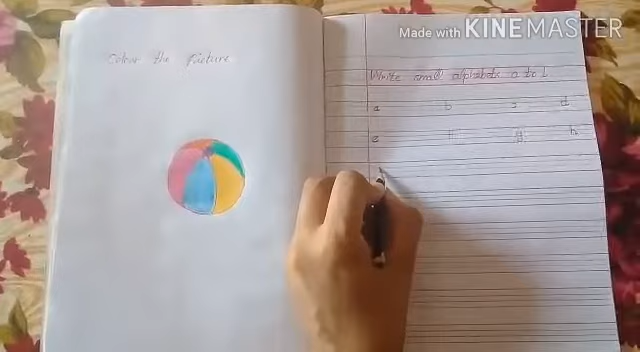 Made with KINEMASTER
Colour the Picture
Write small alphabets a to l
a b c d
e f g h